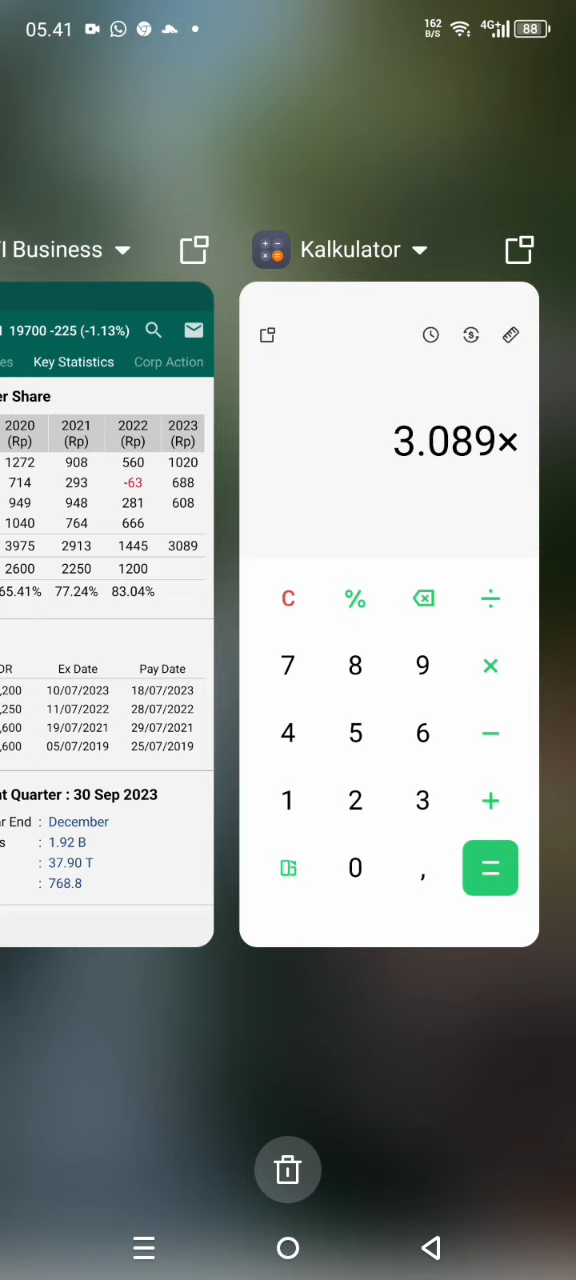 05.41 162 B/S 4G+ 88
I Business
Kalkulator
19700 -225 (-1.13%)
es Key Statistics Corp Action
er Share
2020 (Rp) 2021 (Rp) 2022 (Rp) 2023 (Rp)
1272 908 560 1020
714 293 -63 688
949 948 281 608
1040 764 666
3975 2913 1445 3089
2600 2250 1200
65.41% 77.24% 83.04%
DR Ex Date Pay Date
,200 10/07/2023 18/07/2023
,250 11/07/2022 28/07/2022
,600 19/07/2021 29/07/2021
,600 05/07/2019 25/07/2019
nt Quarter : 30 Sep 2023
ar End : December
s : 1.92 B
: 37.90 T
: 768.8
3.089×
C % ÷
7 8 9 ×
4 5 6 −
1 2 3 +
0 , =